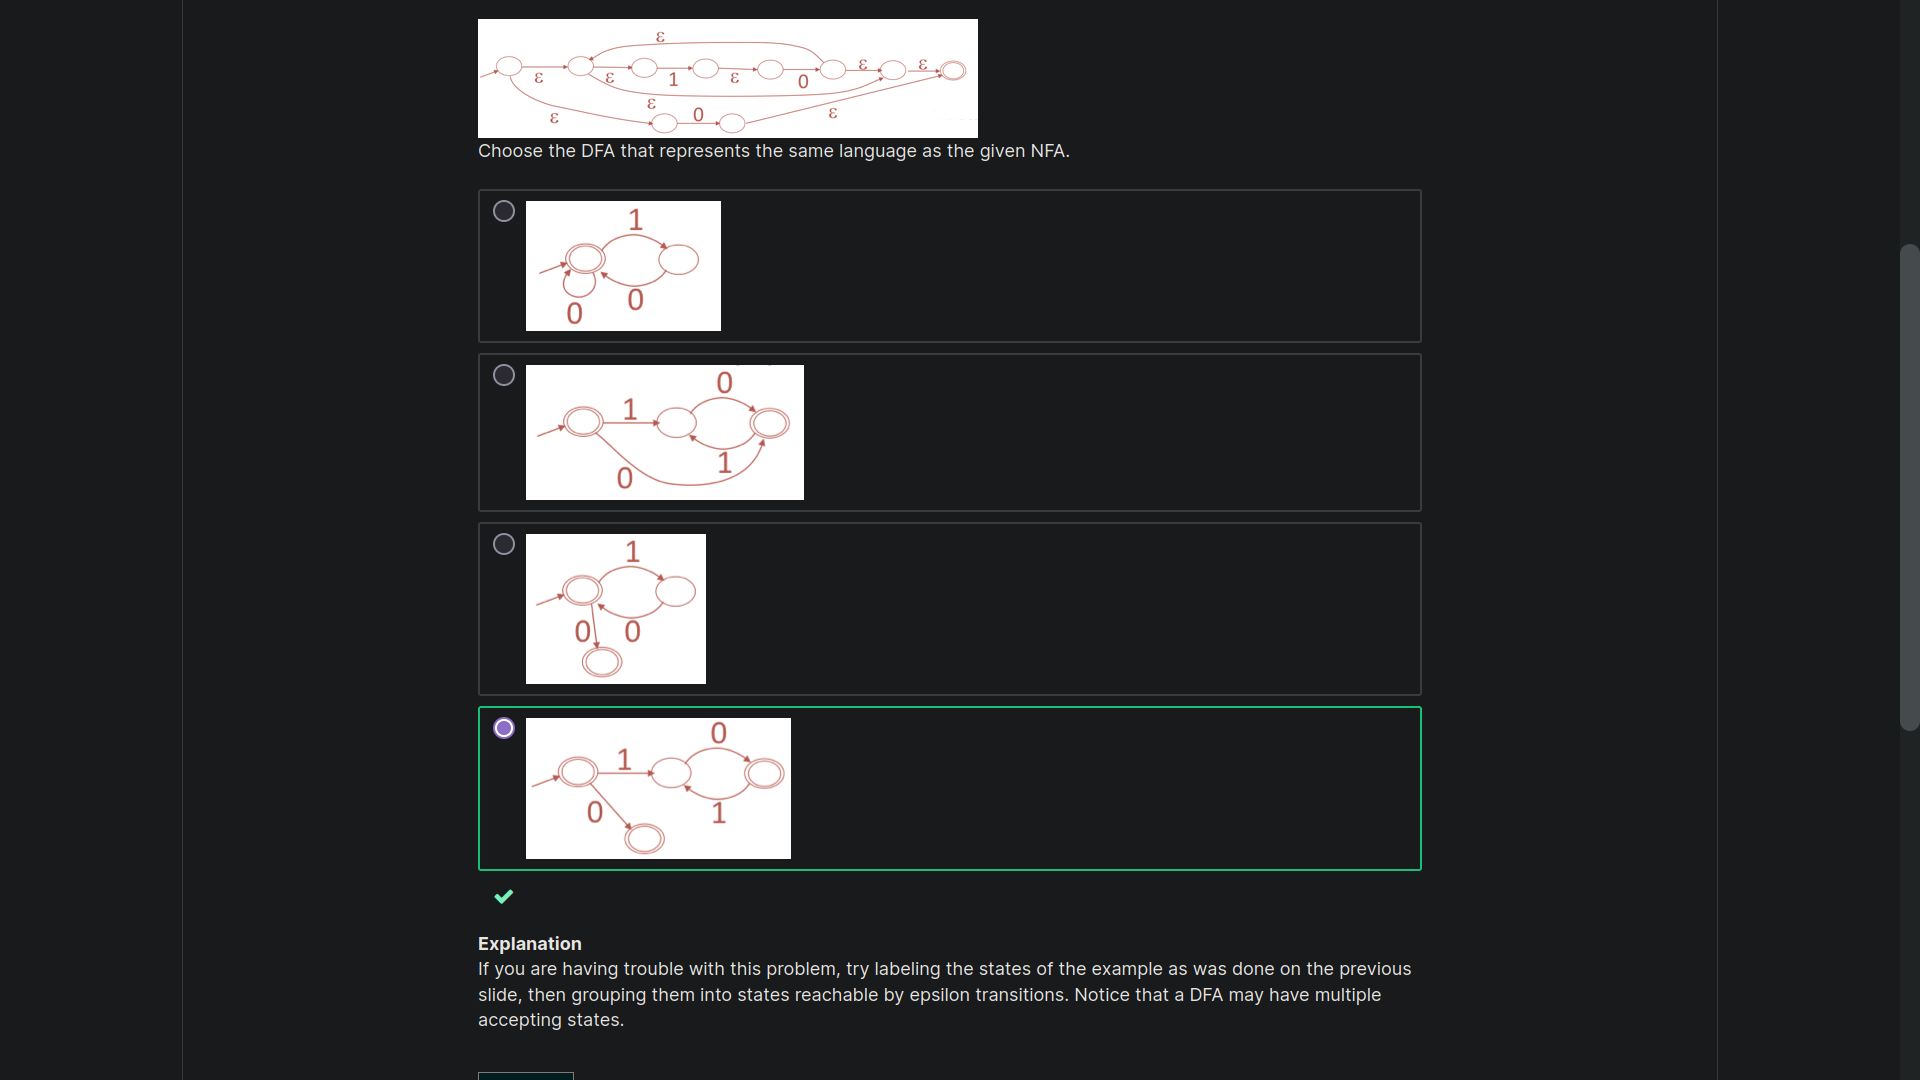 ε
ε ε 1 ε 0 ε ε
ε
ε 0 ε
Choose the DFA that represents the same language as the given NFA.
1
0
0
0
1
1
0
1
0 0
0
1
0
1
Explanation
If you are having trouble with this problem, try labeling the states of the example as was done on the previous
slide, then grouping them into states reachable by epsilon transitions. Notice that a DFA may have multiple
accepting states.